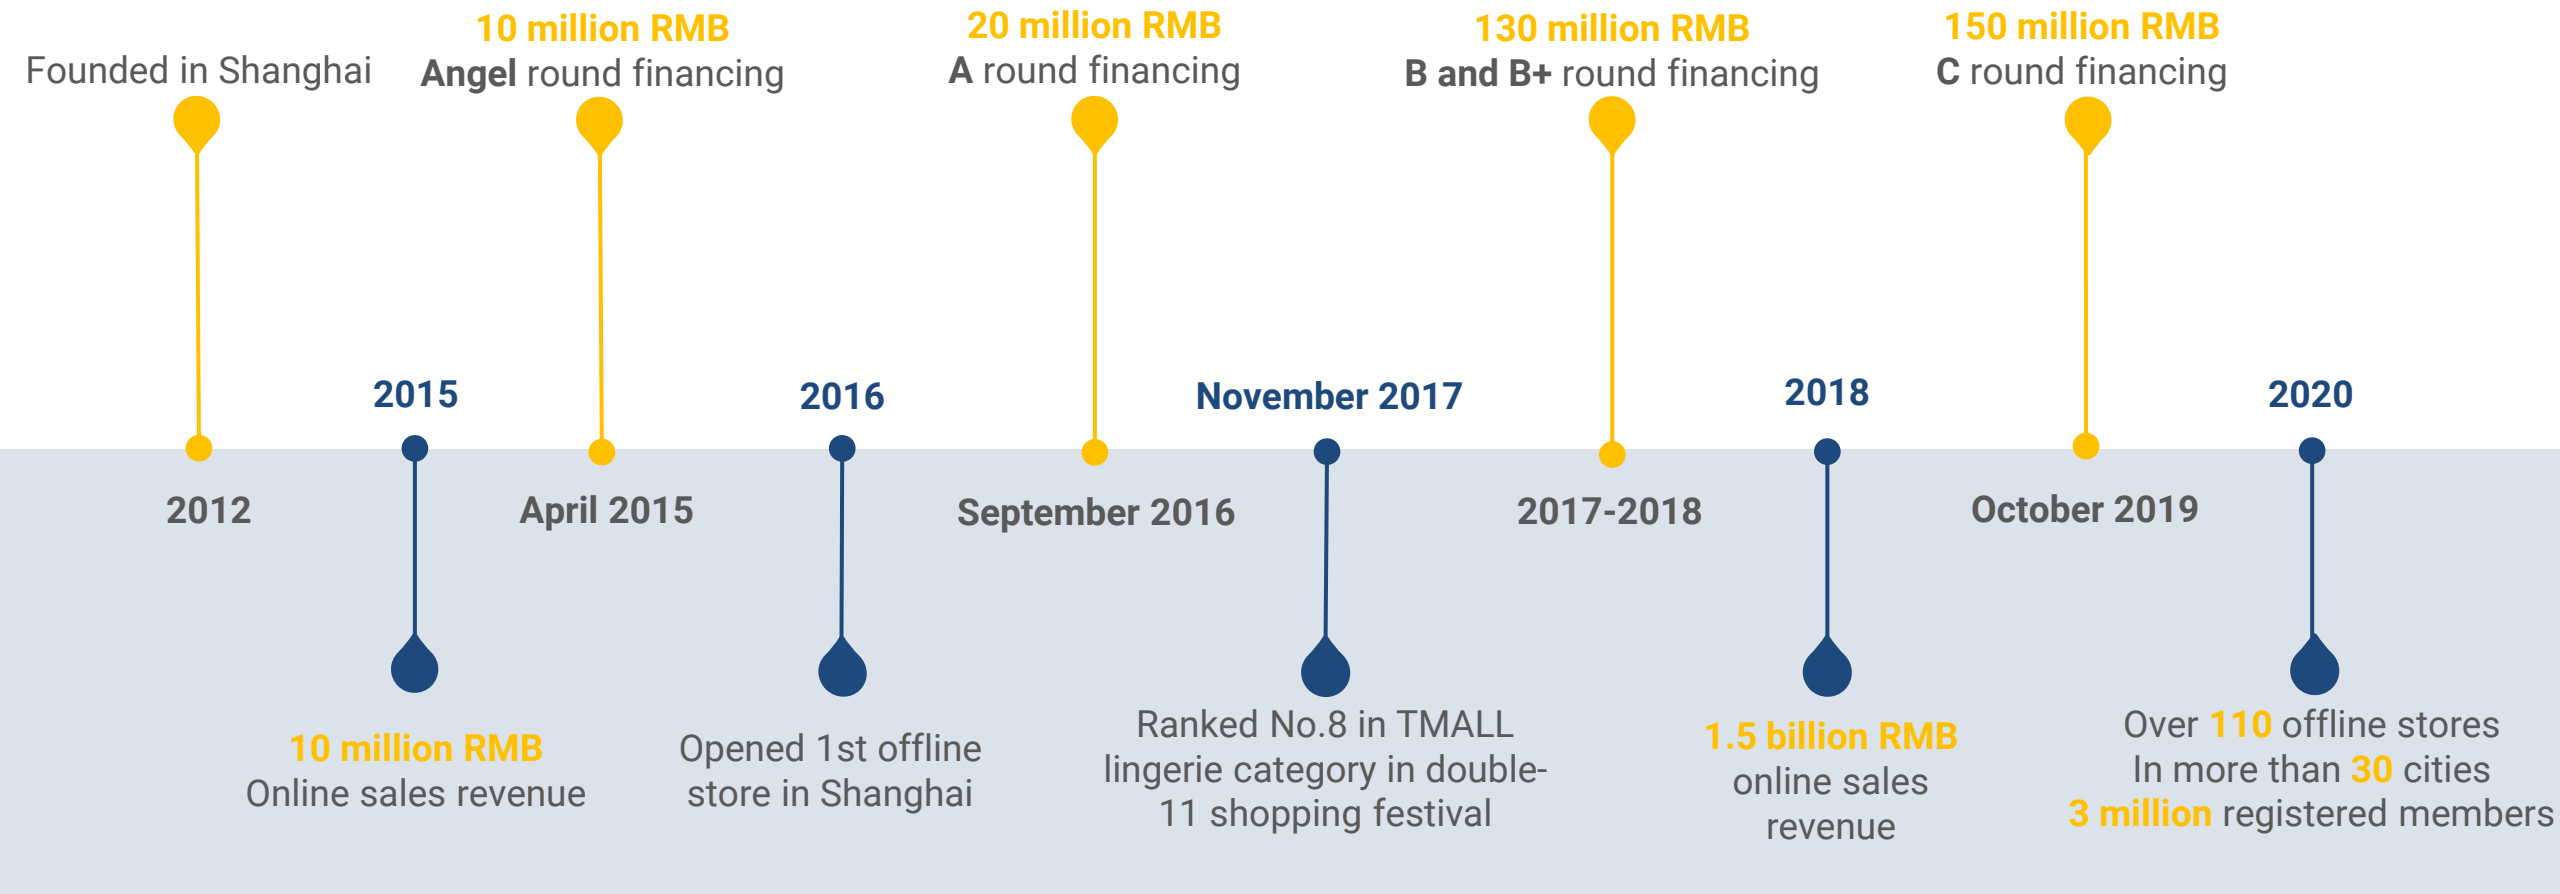 Founded in Shanghai
10 million RMB
Angel round financing
20 million RMB
A round financing
130 million RMB
B and B+ round financing
150 million RMB
C round financing
2015
2016
November 2017
2018
2020
2012
April 2015
September 2016
2017-2018
October 2019
10 million RMB
Online sales revenue
Opened 1st offline
store in Shanghai
Ranked No.8 in TMALL
lingerie category in double-
11 shopping festival
1.5 billion RMB
online sales
revenue
Over 110 offline stores
In more than 30 cities
3 million registered members